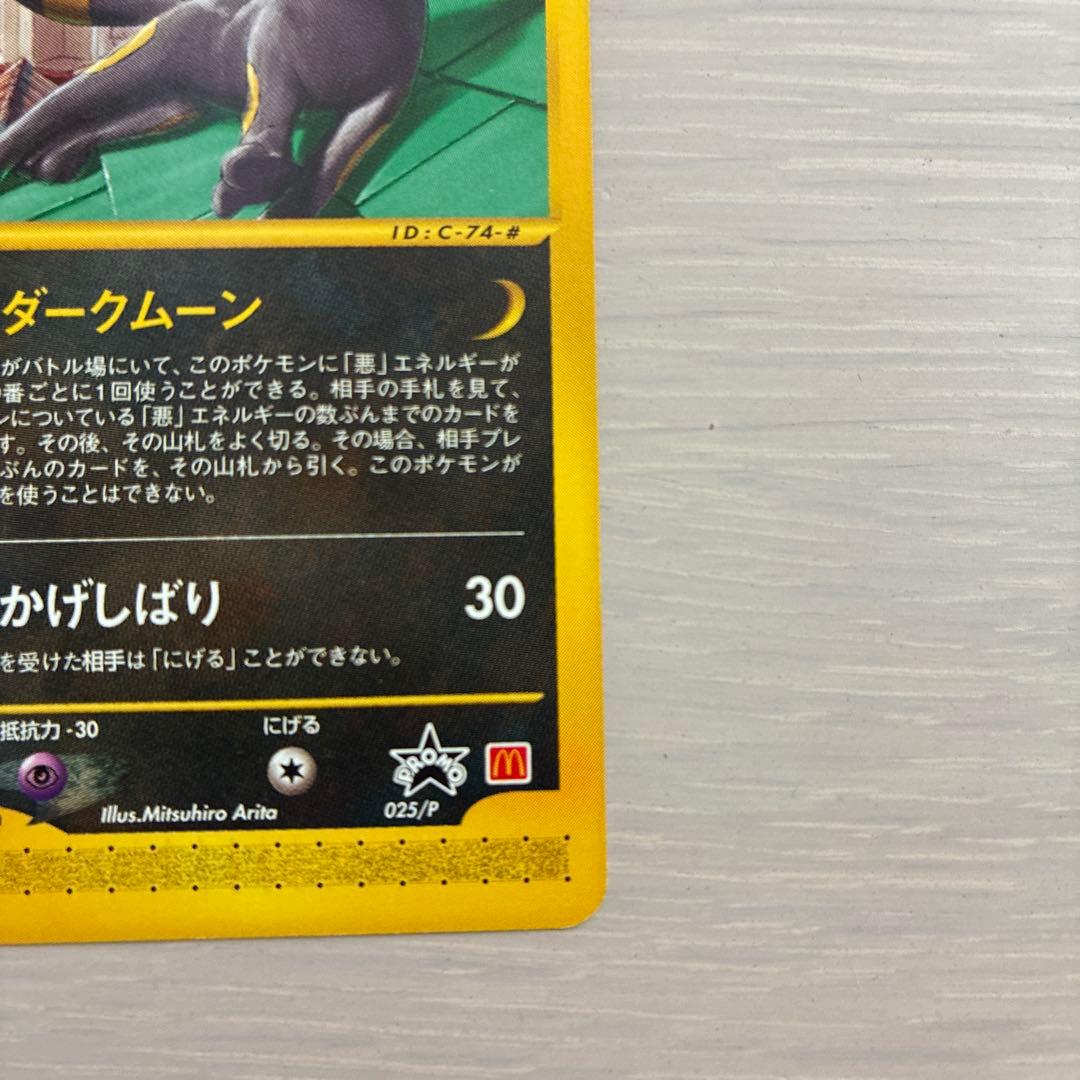 ID:C-74-#
ダークムーン
がバトル場にいて、このポケモンに「悪」エネルギーが
番ごとに1回使うことができる。相手の手札を見て、
についている「悪」エネルギーの数ぶんまでのカードを
す。その後、その山札をよく切る。その場合、相手プレ
ぶんのカードを、その山札から引く。このポケモンが
を使うことはできない。
かげしばり 30
を受けた相手は「にげる」ことができない。
抵抗力-30 にげる
PROMO
Illus.Mitsuhiro Arita 025/P